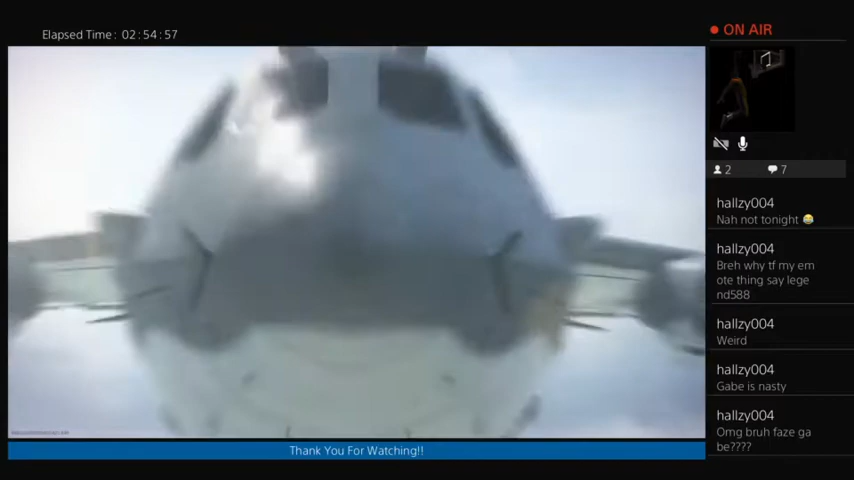 Elapsed Time : 02:54:57
ON AIR
2
7
hallzy004
Nah not tonight 😂
hallzy004
Breh why tf my em
ote thing say lege
nd588
hallzy004
Weird
hallzy004
Gabe is nasty
hallzy004
Omg bruh faze ga
be????
Thank You For Watching!!